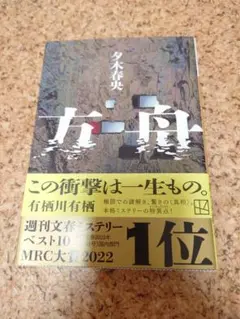 夕木春央
方舟
この衝撃は一生もの。
有栖川有栖
週刊文春ミステリー
ベスト10
MRC大賞2022
1位